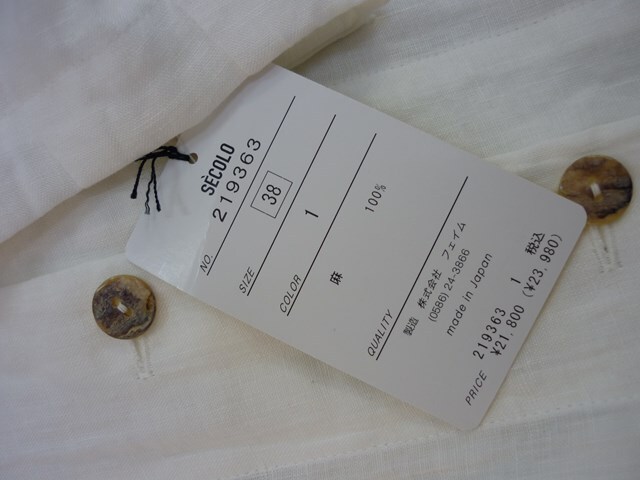 SÈCOLO
NO. 219363
SIZE 38
COLOR 1
麻 100%
QUALITY
製造 株式会社 フェイム
(0586) 24-3866
made in Japan
219363 1 税込
PRICE ¥21.800 (¥23.980)